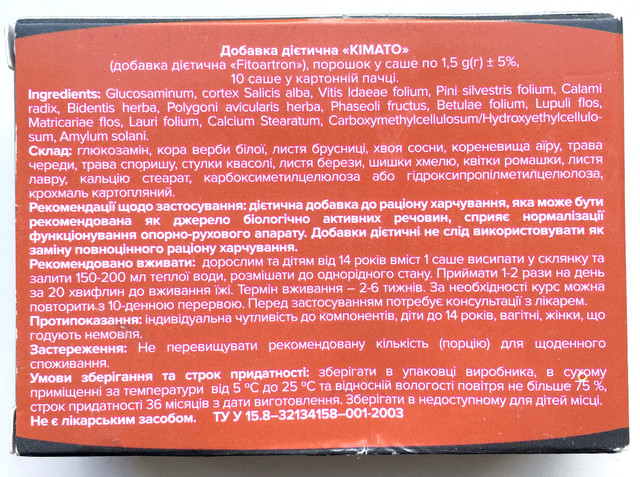 Добавка дієтична «КІМАТО»
(добавка дієтична «Fitoartron»), порошок у саше по 1,5 g(г) ± 5%,
10 саше у картонній пачці.
Ingredients: Glucosaminum, cortex Salicis alba, Vitis Idaeae folium, Pini silvestris folium, Calami
radix, Bidentis herba, Polygoni avicularis herba, Phaseoli fructus, Betulae folium, Lupuli flos,
Matricariae flos, Lauri folium, Calcium Stearatum, Carboxymethylcellulosum/Hydroxyethylcellulo-
sum, Amylum solani.
Склад: глюкозамін, кора верби білої, листя брусниці, хвоя сосни, кореневища аїру, трава
череди, трава споришу, стулки квасолі, листя берези, шишки хмелю, квітки ромашки, листя
лавру, кальцію стеарат, карбоксиметилцелюлоза або гідроксипропілметилцелюлоза,
крохмаль картопляний.
Рекомендації щодо застосування: дієтична добавка до раціону харчування, яка може бути
рекомендована як джерело біологічно активних речовин, сприяє нормалізації
функціонування опорно-рухового апарату. Добавки дієтичні не слід використовувати як
заміну повноцінного раціону харчування.
Рекомендовано вживати: дорослим та дітям від 14 років вміст 1 саше висипати у склянку та
залити 150-200 мл теплої води, розмішати до однорідного стану. Приймати 1-2 рази на день
за 20 хвилин до вживання їжі. Термін вживання – 2-6 тижнів. За необхідності курс можна
повторити з 10-денною перервою. Перед застосуванням потребує консультації з лікарем.
Протипоказання: індивідуальна чутливість до компонентів, діти до 14 років, вагітні, жінки, що
годують немовля.
Застереження: Не перевищувати рекомендовану кількість (порцію) для щоденного
споживання.
Умови зберігання та строк придатності: зберігати в упаковці виробника, в сухому
приміщенні за температури від 5 ºС до 25 ºС та відносній вологості повітря не більше 75 %,
строк придатності 36 місяців з дати виготовлення. Зберігати в недоступному для дітей місці.
Не є лікарським засобом. ТУ У 15.8–32134158–001-2003